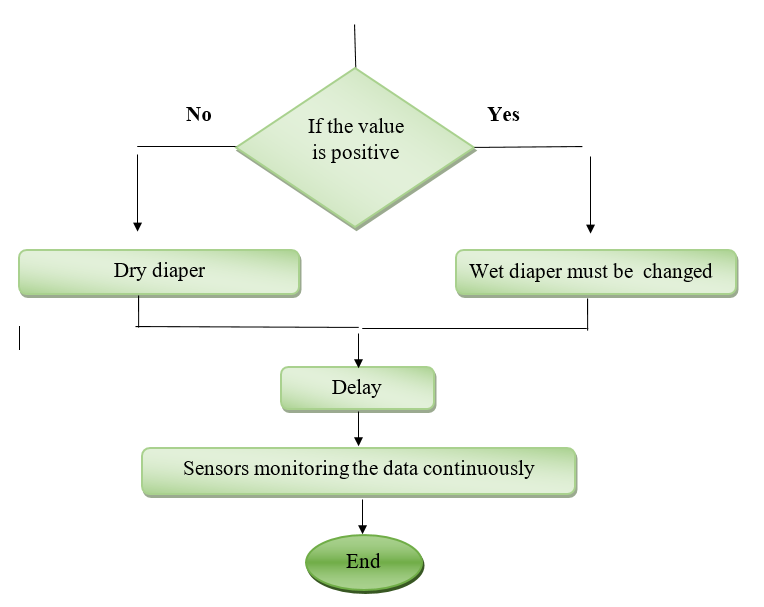 No
Yes
If the value
is positive
Dry diaper
Wet diaper must be changed
Delay
Sensors monitoring the data continuously
End